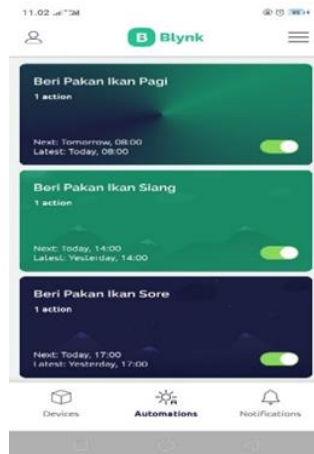 11.02
Blynk
Beri Pakan Ikan Pagi
1 action
Next: Tomorrow, 08:00
Latest: Today, 08:00
Beri Pakan Ikan Siang
1 action
Next: Today, 14:00
Latest: Yesterday, 14:00
Beri Pakan Ikan Sore
1 action
Next: Today, 17:00
Latest: Yesterday, 17:00
Devices Automations Notifications